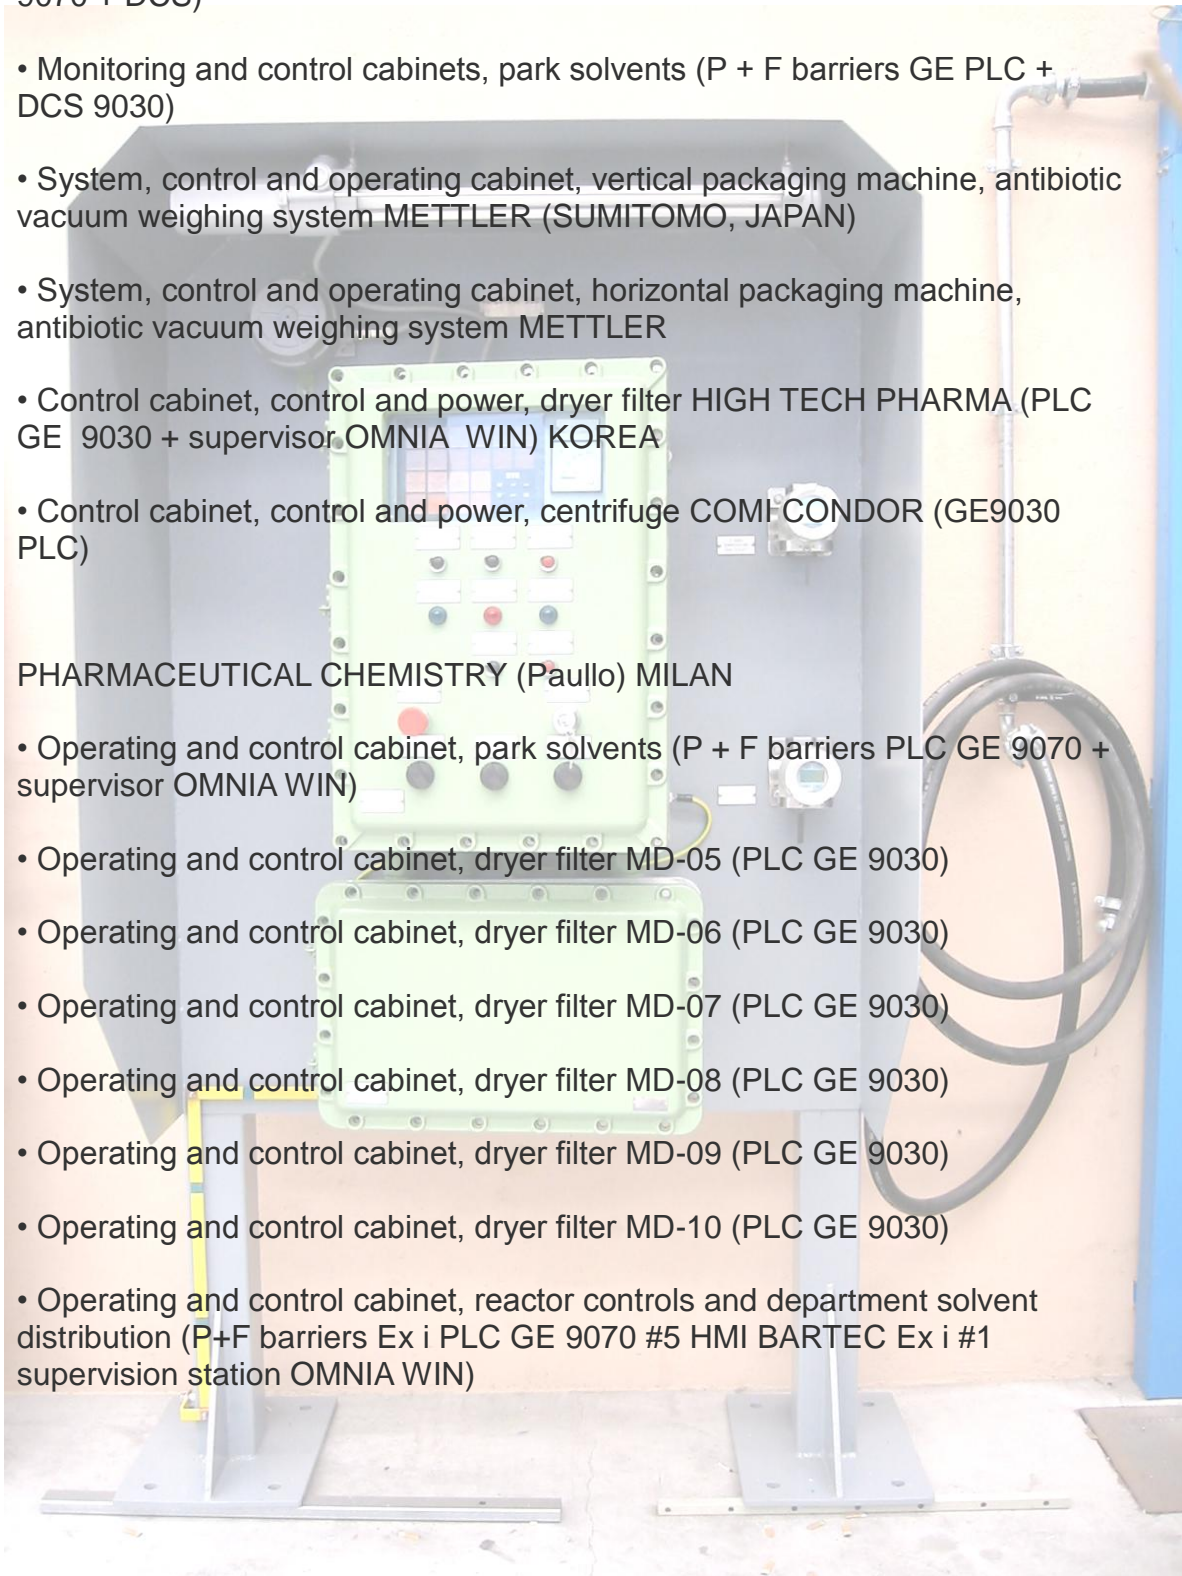 9070 + DCS)
• Monitoring and control cabinets, park solvents (P + F barriers GE PLC +
DCS 9030)
• System, control and operating cabinet, vertical packaging machine, antibiotic
vacuum weighing system METTLER (SUMITOMO, JAPAN)
• System, control and operating cabinet, horizontal packaging machine,
antibiotic vacuum weighing system METTLER
• Control cabinet, control and power, dryer filter HIGH TECH PHARMA (PLC
GE  9030 + supervisor OMNIA  WIN) KOREA
• Control cabinet, control and power, centrifuge COMI CONDOR (GE9030
PLC)
PHARMACEUTICAL CHEMISTRY (Paullo) MILAN
• Operating and control cabinet, park solvents (P + F barriers PLC GE 9070 +
supervisor OMNIA WIN)
• Operating and control cabinet, dryer filter MD-05 (PLC GE 9030)
• Operating and control cabinet, dryer filter MD-06 (PLC GE 9030)
• Operating and control cabinet, dryer filter MD-07 (PLC GE 9030)
• Operating and control cabinet, dryer filter MD-08 (PLC GE 9030)
• Operating and control cabinet, dryer filter MD-09 (PLC GE 9030)
• Operating and control cabinet, dryer filter MD-10 (PLC GE 9030)
• Operating and control cabinet, reactor controls and department solvent
distribution (P+F barriers Ex i PLC GE 9070 #5 HMI BARTEC Ex i #1
supervision station OMNIA WIN)